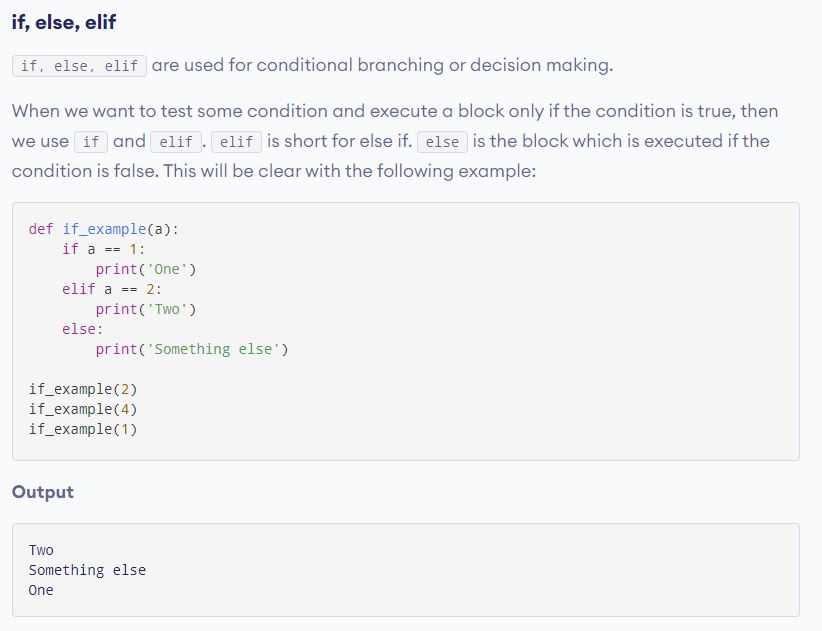 if, else, elif
if, else, elif are used for conditional branching or decision making.
When we want to test some condition and execute a block only if the condition is true, then
we use if and elif . elif is short for else if. else is the block which is executed if the
condition is false. This will be clear with the following example:
def if_example(a):
    if a == 1:
        print('One')
    elif a == 2:
        print('Two')
    else:
        print('Something else')
if_example(2)
if_example(4)
if_example(1)
Output
Two
Something else
One